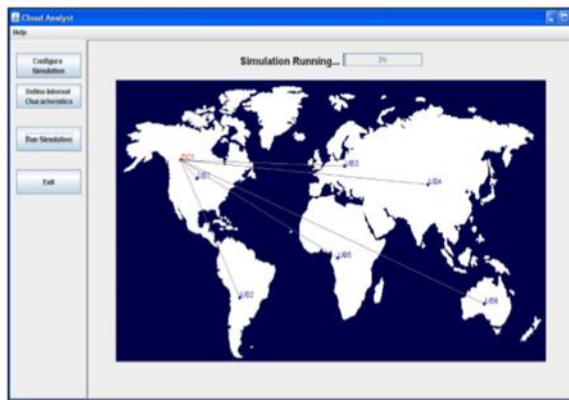 Cloud Analyst
Help
Configure
Simulation
Define Internet
Characteristics
Run Simulation
Exit
Simulation Running...
3%
DC1
UB1
UB3
UB4
UB5
UB2
UB6